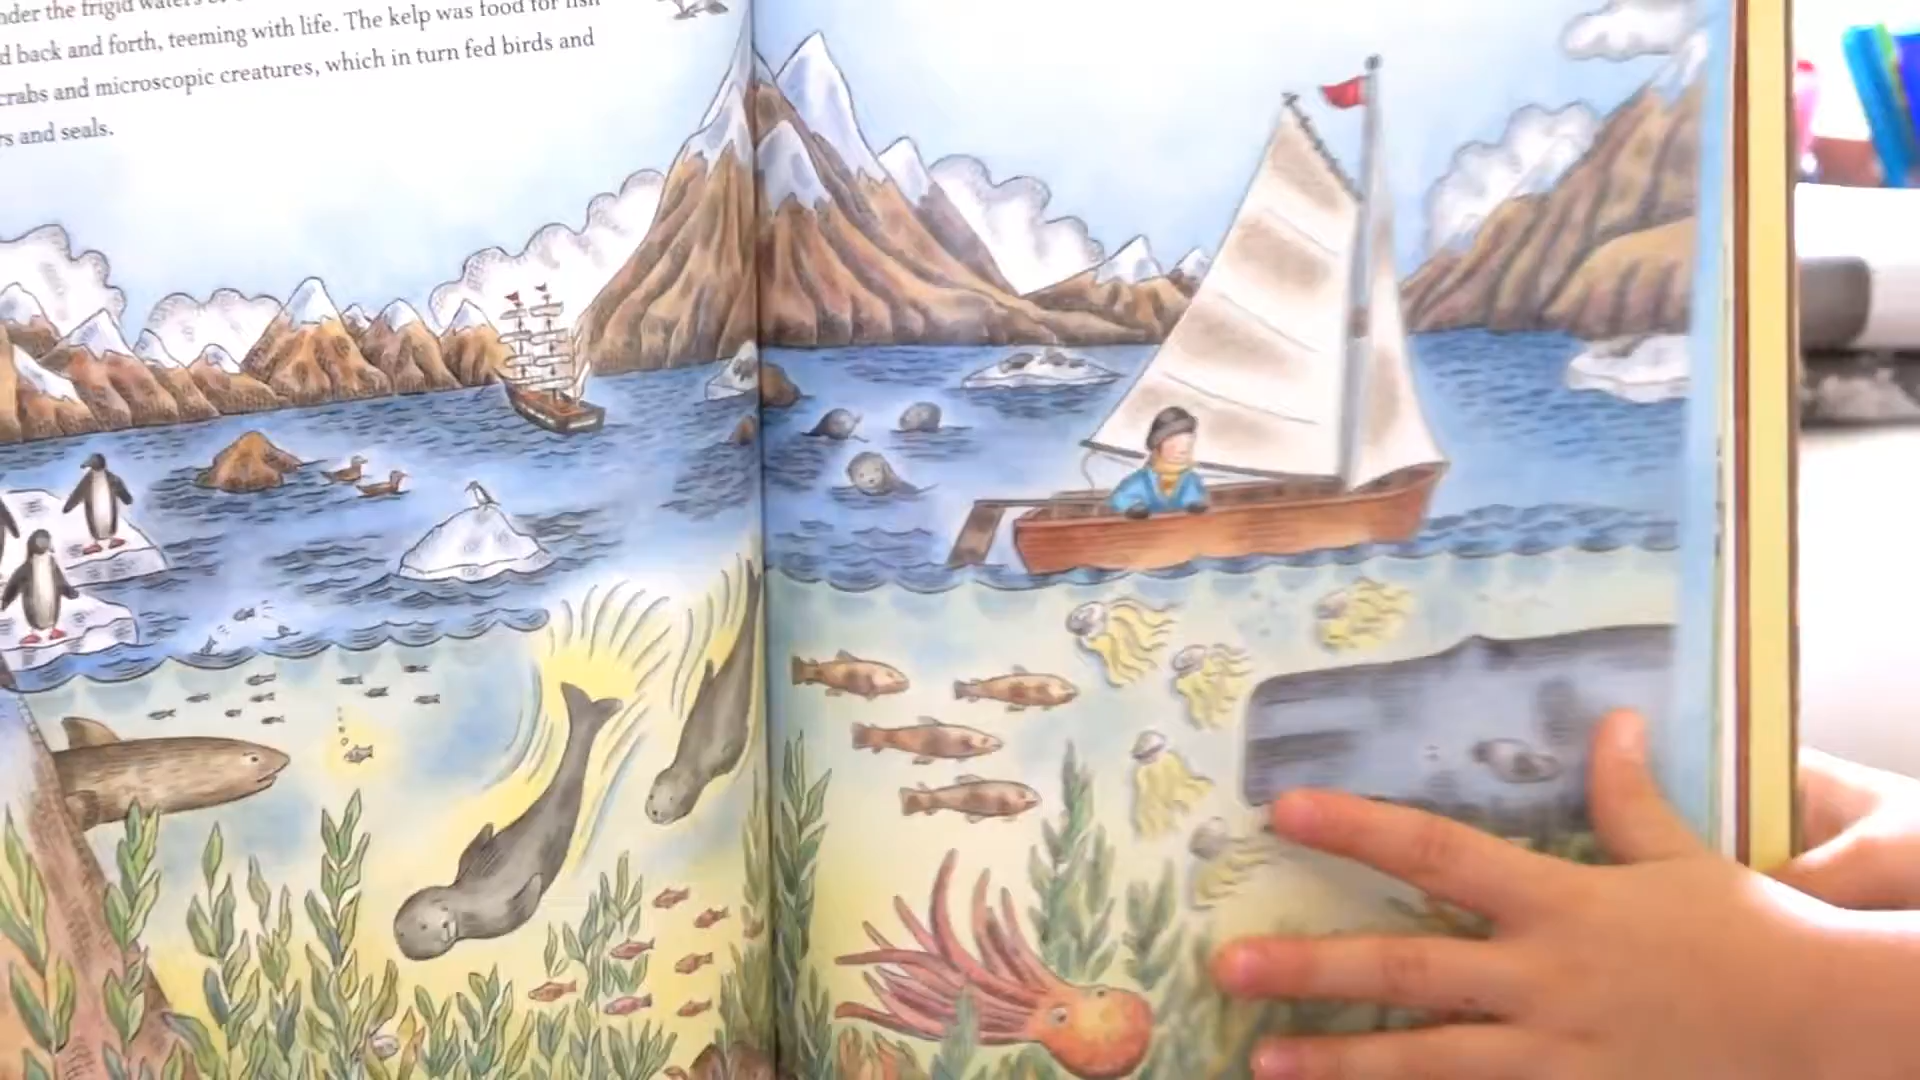 nder the frigid waters
d back and forth, teeming with life. The kelp was food for fish
crabs and microscopic creatures, which in turn fed birds and
rs and seals.